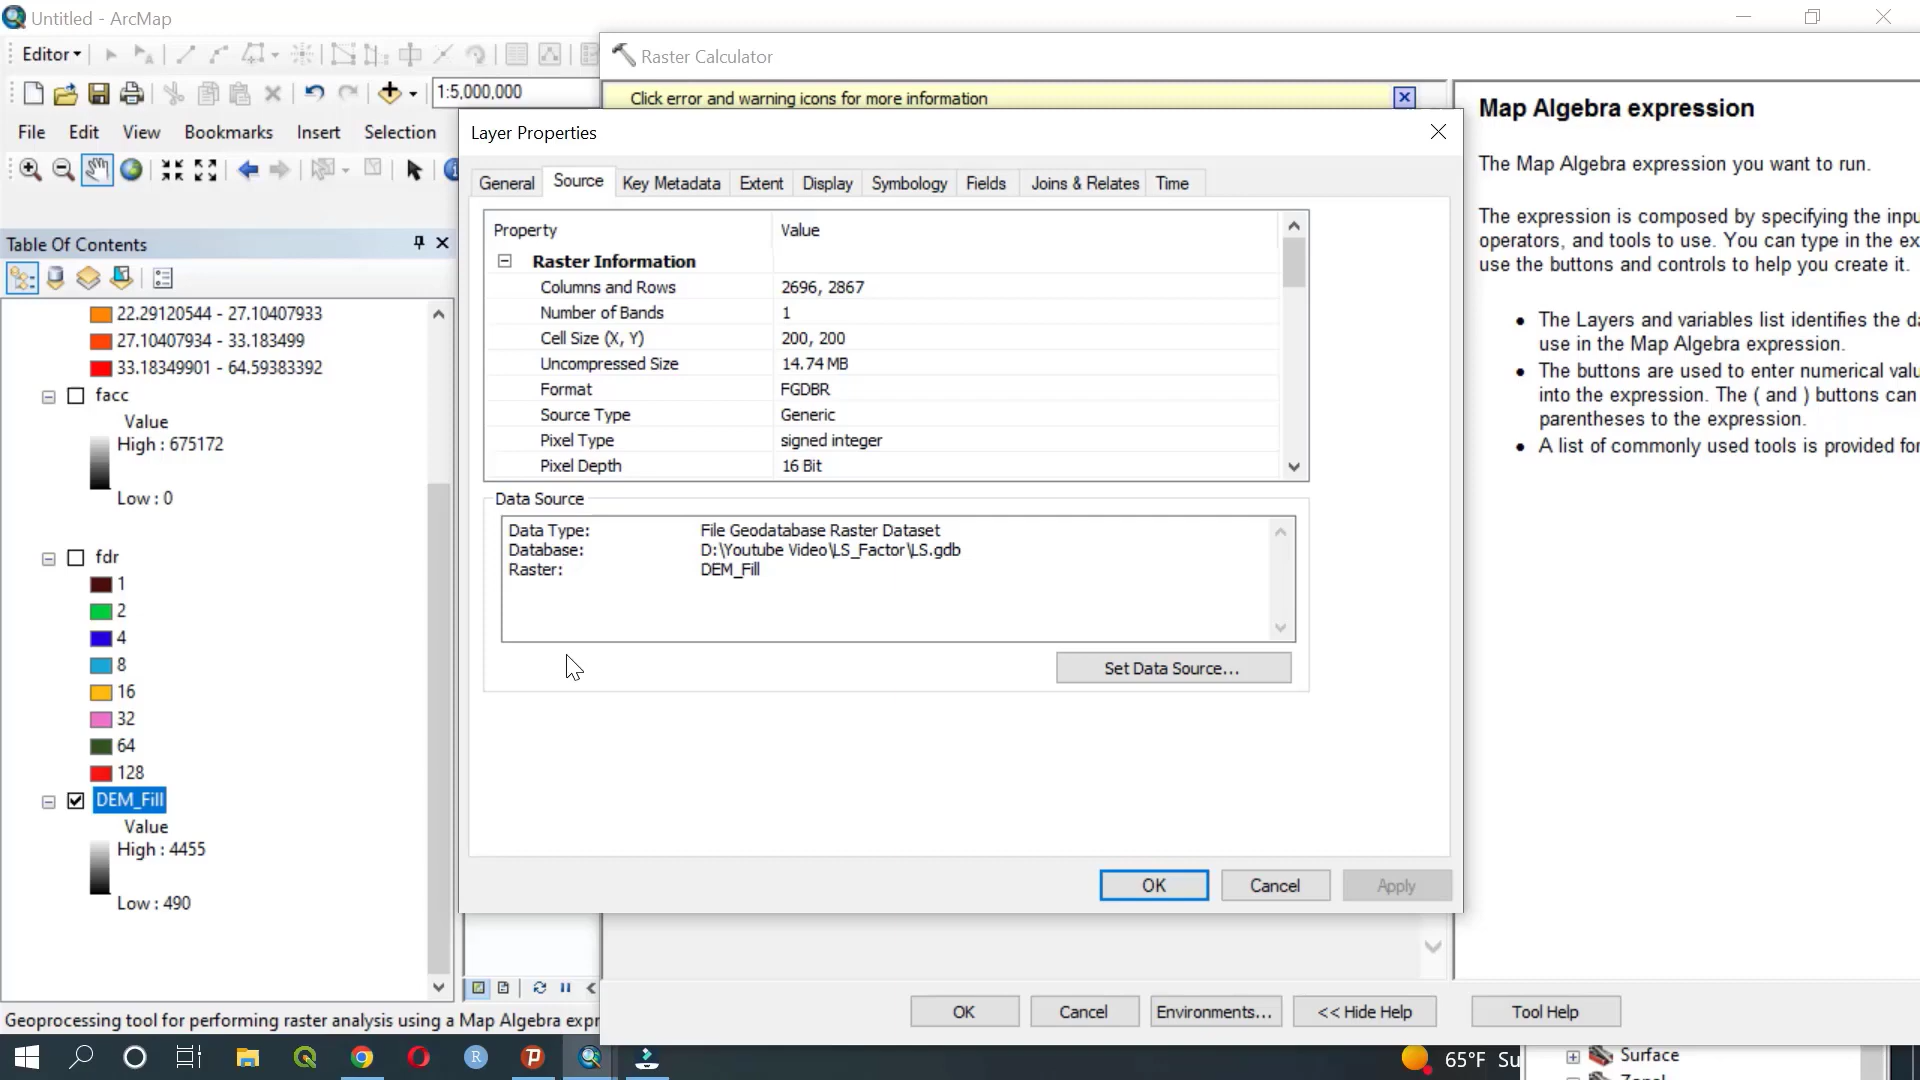 Untitled - ArcMap
Editor
Raster Calculator
1:5,000,000
Click error and warning icons for more information
Map Algebra expression
File Edit View Bookmarks Insert Selection
Layer Properties
The Map Algebra expression you want to run.
General Source Key Metadata Extent Display Symbology Fields Joins & Relates Time
The expression is composed by specifying the
operators, and tools to use. You can type in the
use the buttons and controls to help you create it.
Table Of Contents
Property Value
Raster Information
Columns and Rows 2696, 2867
Number of Bands 1
Cell Size (X, Y) 200, 200
Uncompressed Size 14.74 MB
Format FGDBR
Source Type Generic
Pixel Type signed integer
Pixel Depth 16 Bit
• The Layers and variables list identifies the
use in the Map Algebra expression.
• The buttons are used to enter numerical
into the expression. The ( and ) buttons can
parentheses to the expression.
• A list of commonly used tools is provided
22.29120544 - 27.10407933
27.10407934 - 33.183499
33.18349901 - 64.59383392
facc
Value
High : 675172
Low : 0
fdr
1
2
4
8
16
32
64
128
DEM_Fill
Value
High : 4455
Low : 490
Data Source
Data Type: File Geodatabase Raster Dataset
Database: D:\Youtube Video\LS_Factor\LS.gdb
Raster: DEM_Fill
Set Data Source...
OK Cancel Apply
OK Cancel Environments... << Hide Help Tool Help
Geoprocessing tool for performing raster analysis using a Map Algebra
65°F
Surface